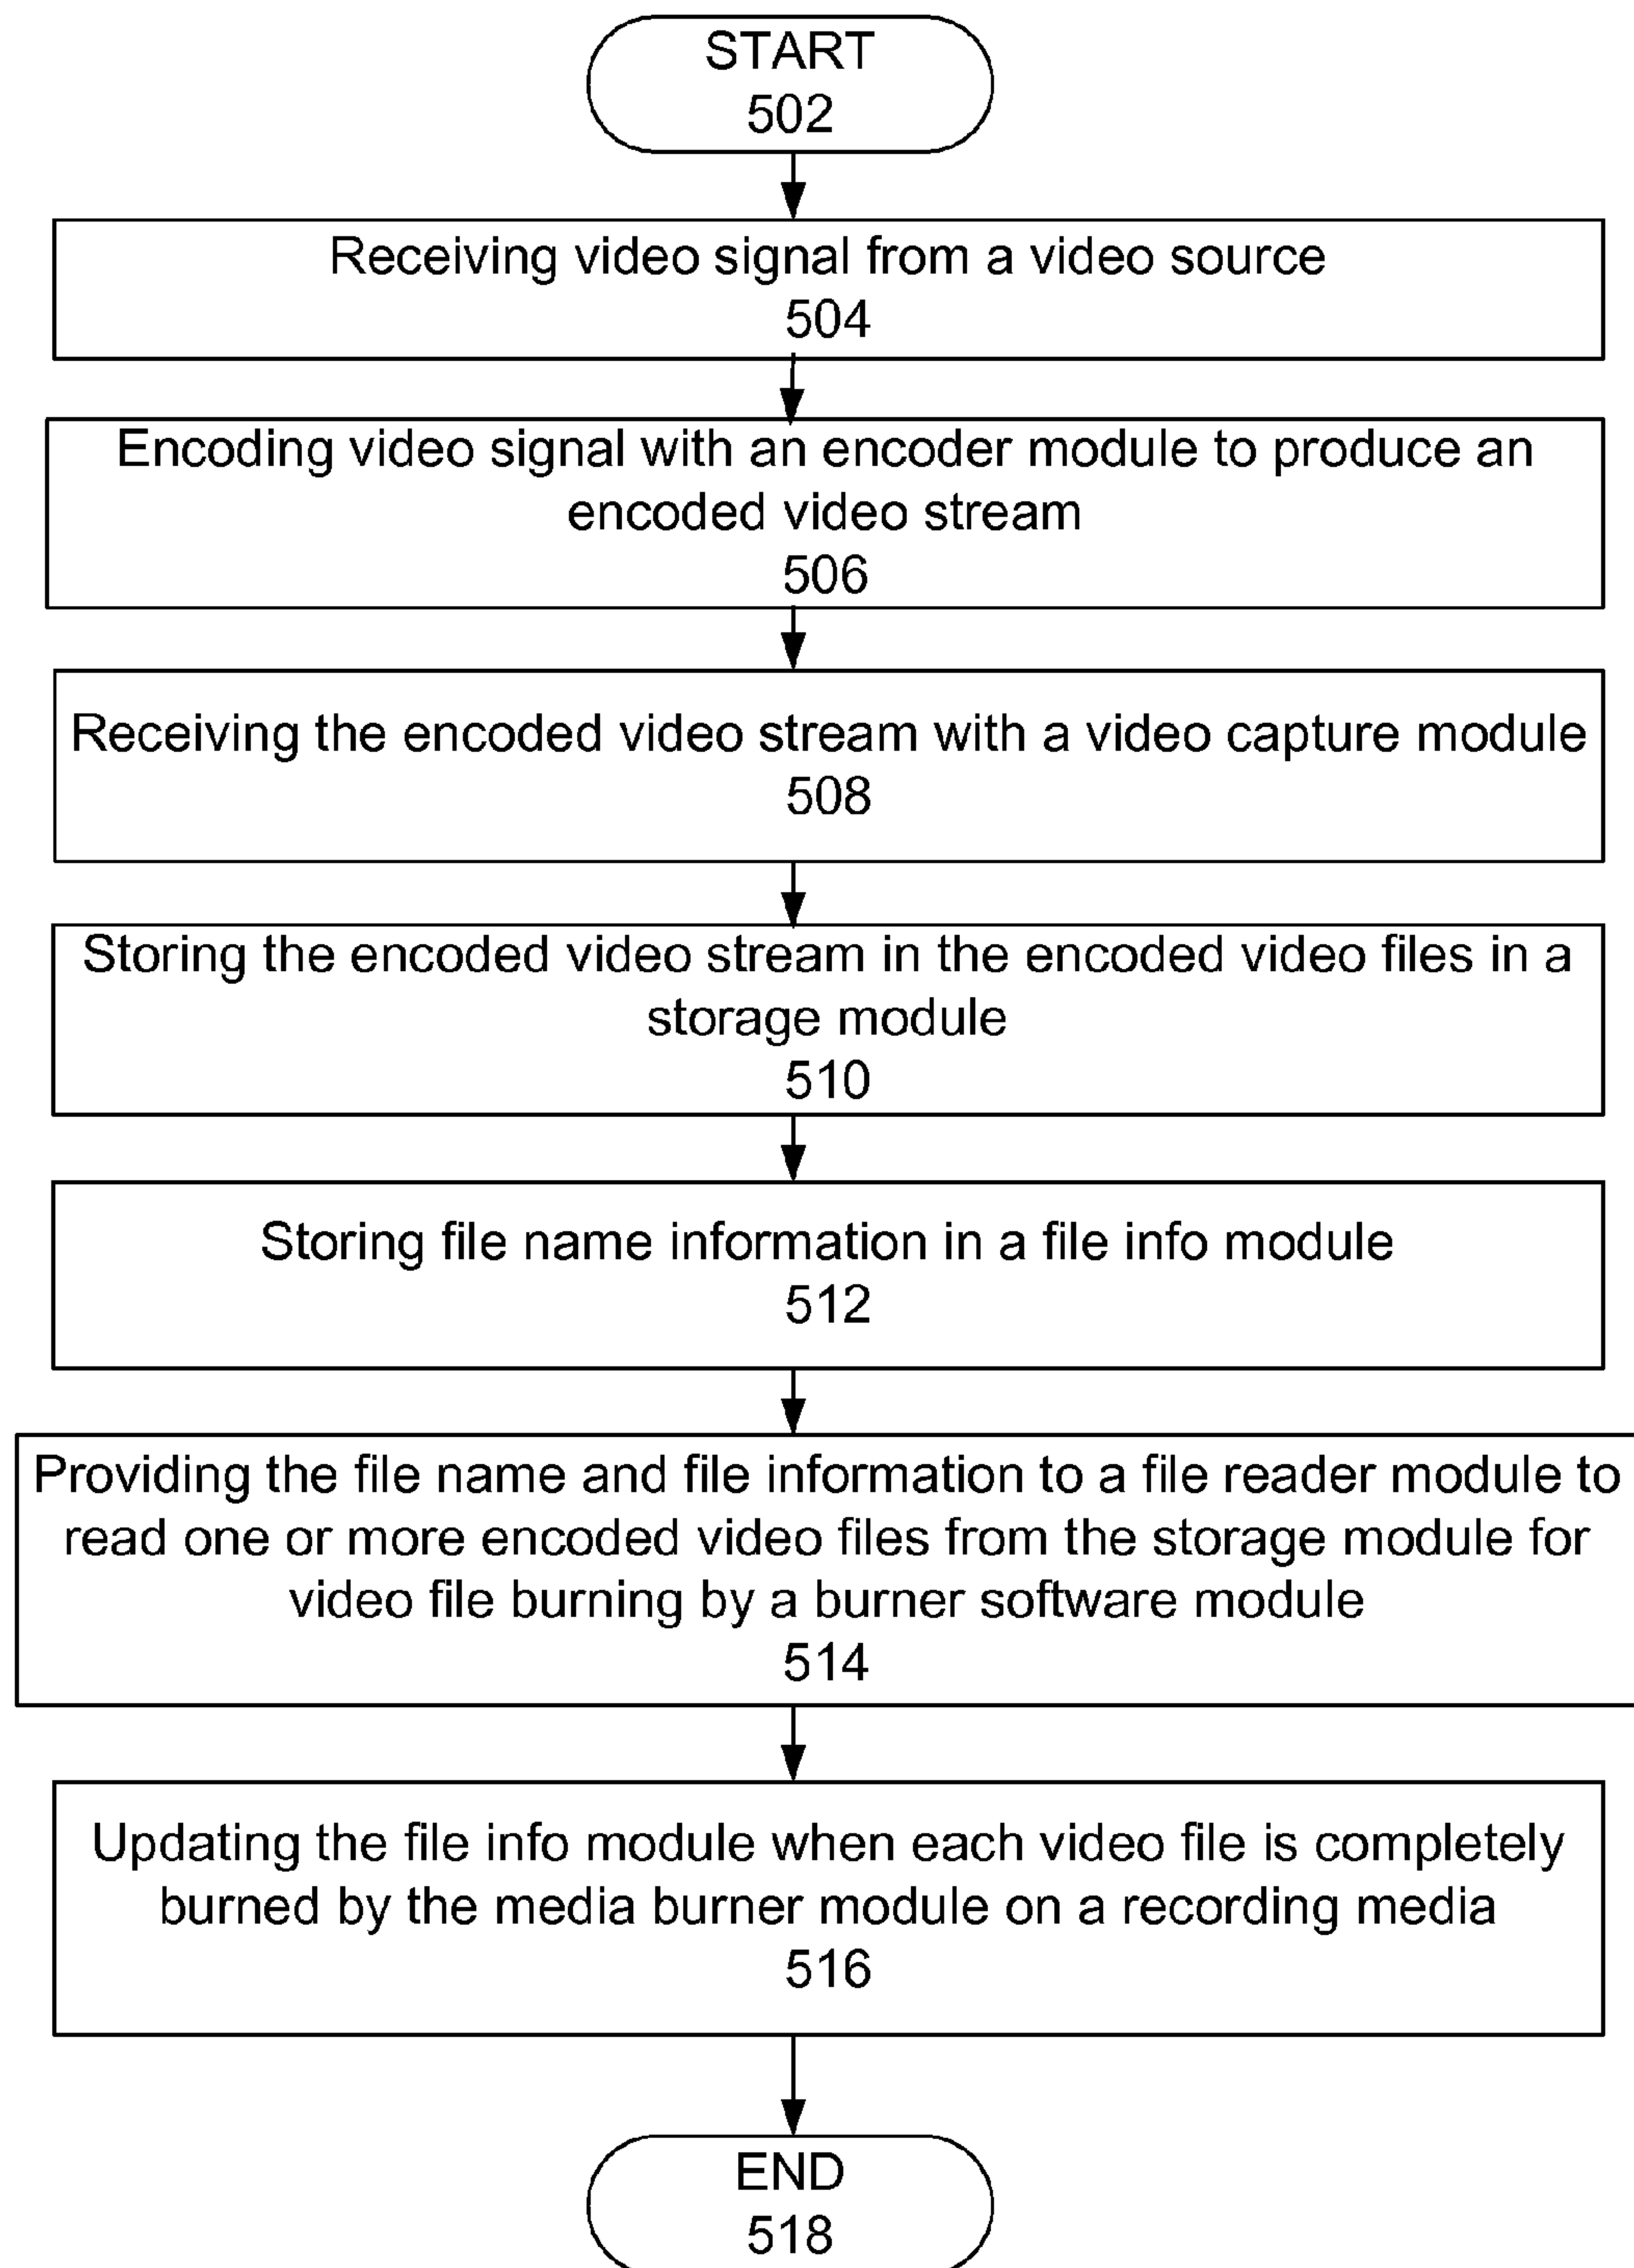 START
502
Receiving video signal from a video source
504
Encoding video signal with an encoder module to produce an
encoded video stream
506
Receiving the encoded video stream with a video capture module
508
Storing the encoded video stream in the encoded video files in a
storage module
510
Storing file name information in a file info module
512
Providing the file name and file information to a file reader module to
read one or more encoded video files from the storage module for
video file burning by a burner software module
514
Updating the file info module when each video file is completely
burned by the media burner module on a recording media
516
END
518